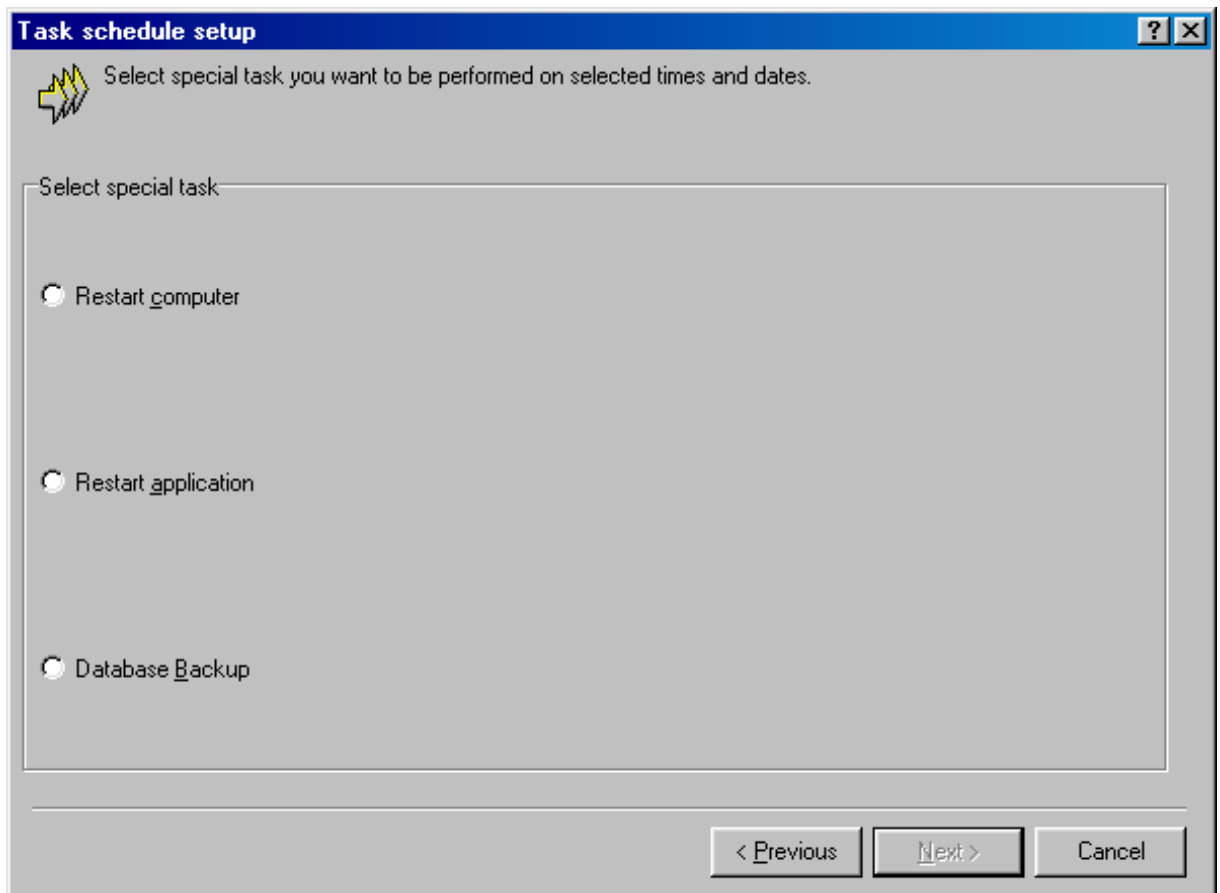 Task schedule setup
Select special task you want to be performed on selected times and dates.
Select special task
Restart computer
Restart application
Database Backup
< Previous
Next >
Cancel